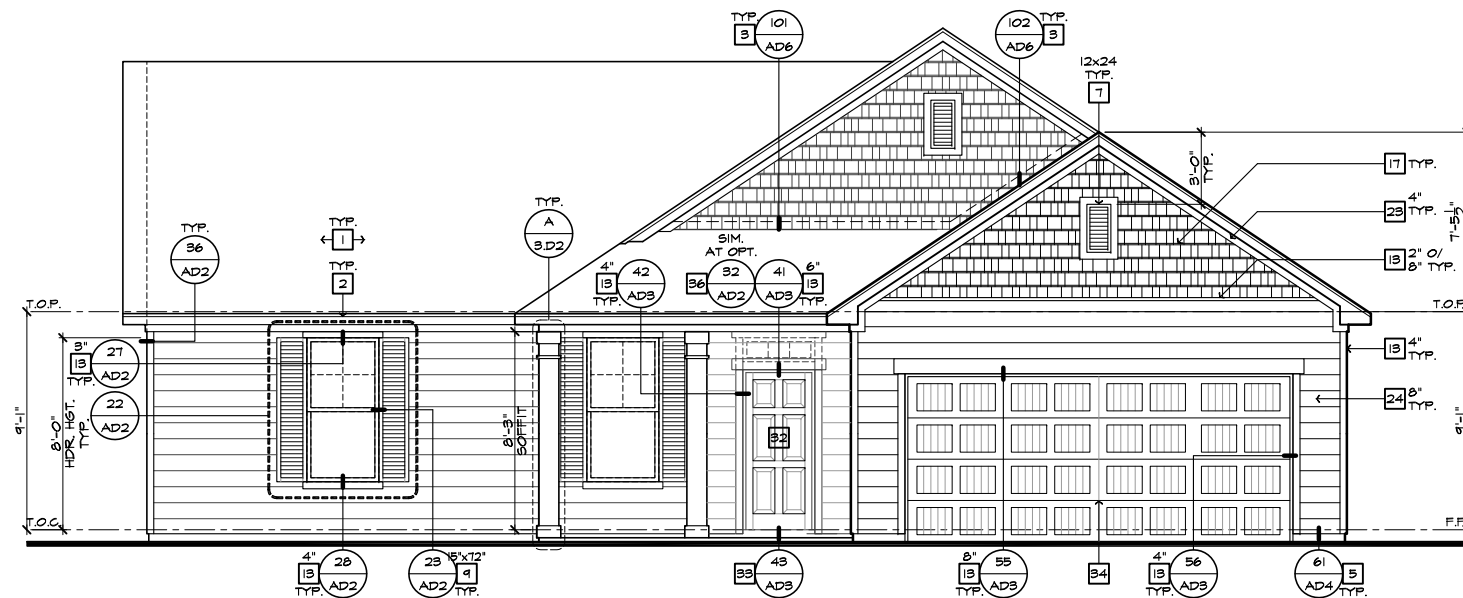 TYP.
3
101
AD6
102
AD6
TYP.
3
12x24
TYP.
7
3'-0"
TYP.
17 TYP.
4"
23 TYP.
7'-5½"
13 2" O/
8" TYP.
TYP.
A
3.D2
TYP.
36
AD2
TYP.
1
TYP.
2
SIM.
AT OPT.
4"
13
TYP.
42
AD3
36
32
AD2
41
AD3
6"
13
TYP.
T.O.P.
T.O.P.
3"
13
TYP.
27
AD2
22
AD2
9'-1"
8'-0"
HDR. HGT.
TYP.
8'-3"
SOFFIT
32
13 4"
TYP.
24 8"
TYP.
9'-1"
T.O.C.
F.F.
4"
13
TYP.
28
AD2
23
AD2
15"x72"
9
33
43
AD3
8"
13
TYP.
55
AD3
34
4"
13
TYP.
56
AD3
61
AD4
5
TYP.